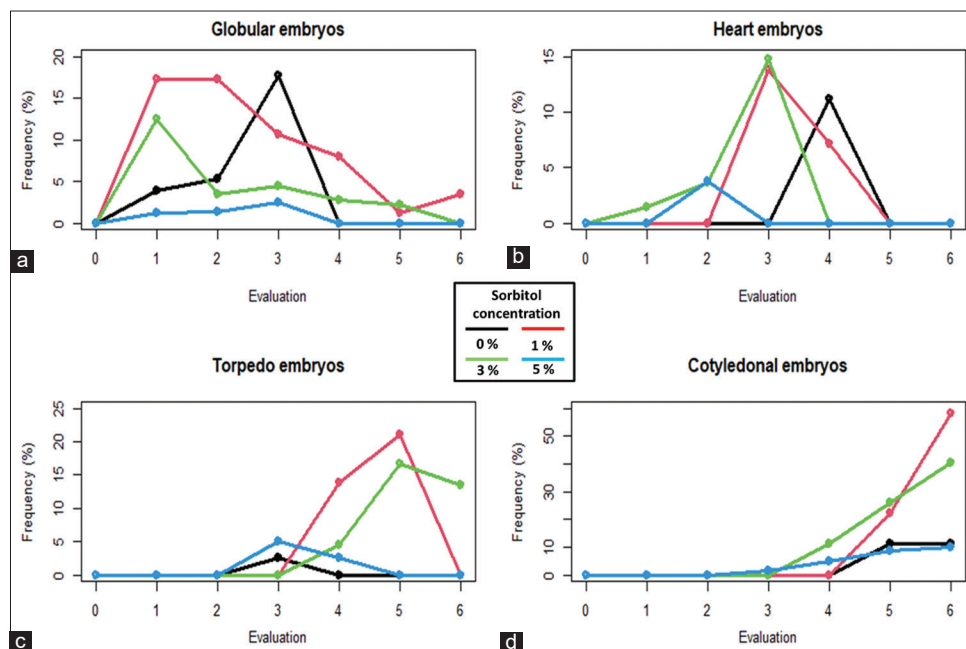 Globular embryos
Frequency (%)
20
15
10
5
0
0 1 2 3 4 5 6
Evaluation
a
Heart embryos
Frequency (%)
15
10
5
0
0 1 2 3 4 5 6
Evaluation
b
Sorbitol
concentration
0 % 1 %
3 % 5 %
Torpedo embryos
Frequency (%)
25
20
15
10
5
0
0 1 2 3 4 5 6
Evaluation
c
Cotyledonal embryos
Frequency (%)
50
30
10
0
0 1 2 3 4 5 6
Evaluation
d